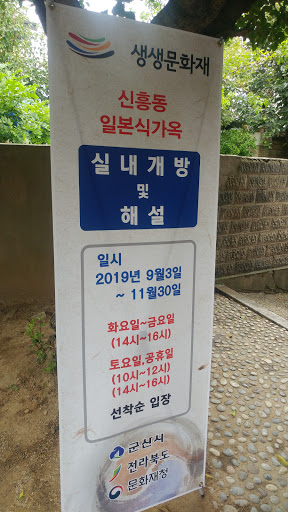 생생문화재
신흥동
일본식가옥
실내개방
및
해설
일시
2019년 9월3일
~ 11월30일
화요일~금요일
(14시~16시)
토요일,공휴일
(10시~12시)
(14시~16시)
선착순 입장
군산시
전라북도
문화재청